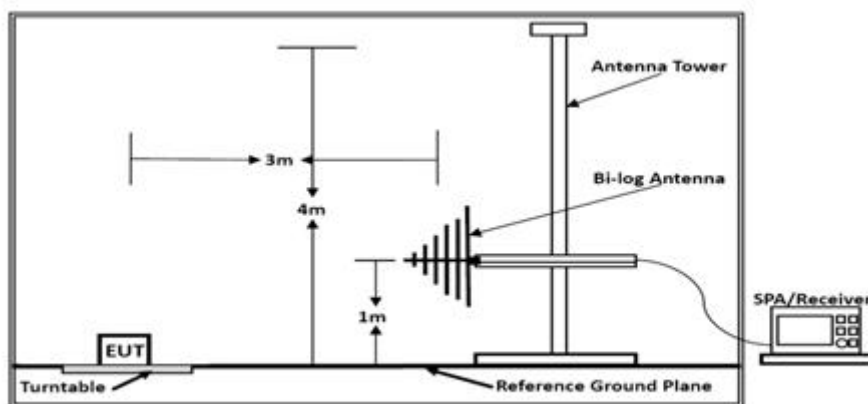 Antenna Tower
3m
Bi-log Antenna
4m
1m
SPA/Receiver
EUT
Turntable
Reference Ground Plane